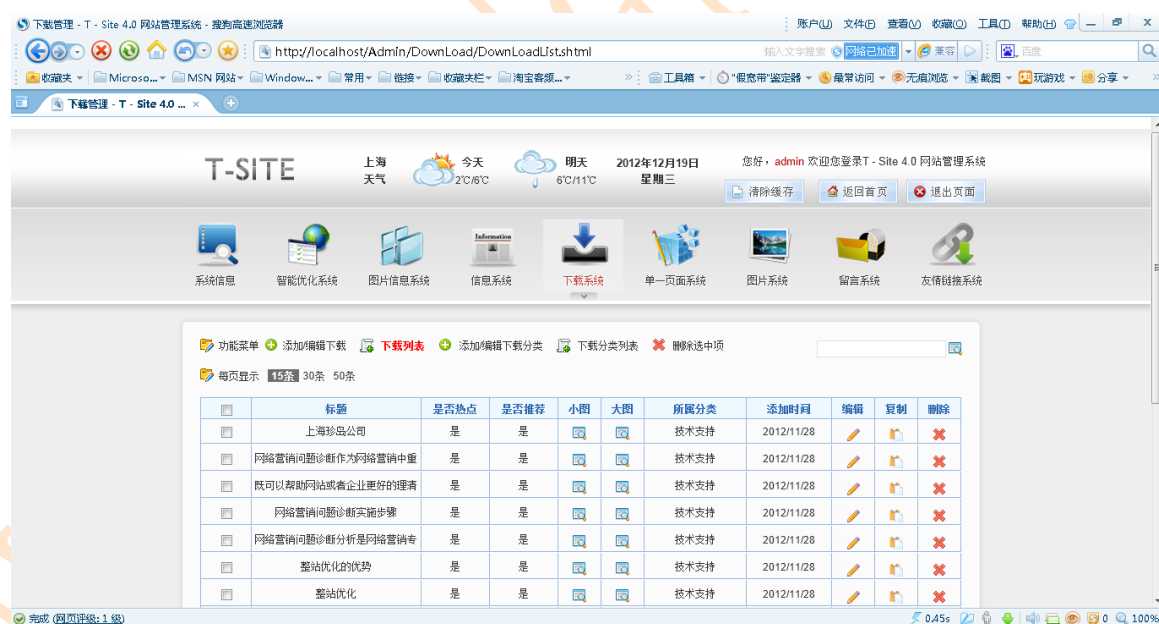 下载管理 - T - Site 4.0 网站管理系统 - 搜狗高速浏览器 账户(U) 文件(F) 查看(V) 收藏(O) 工具(T) 帮助(H)
http://localhost/Admin/DownLoad/DownLoadList.shtml 输入文字搜索 网络已加速 兼容 百度
收藏夹 Microso... MSN 网站 Window... 常用 链接 收藏夹栏 淘宝客频... » 工具箱 "假宽带"鉴定器 最常访问 无痕浏览 截图 玩游戏 分享 »
下载管理 - T - Site 4.0 ... ×
T-SITE 上海 天气 今天 2℃/6℃ 明天 6℃/11℃ 2012年12月19日 星期三 您好，admin 欢迎您登录T - Site 4.0 网站管理系统
清除缓存 返回首页 退出页面
系统信息 智能优化系统 图片信息系统 信息系统 下载系统 单一页面系统 图片系统 留言系统 友情链接系统
功能菜单 添加/编辑下载 下载列表 添加/编辑下载分类 下载分类列表 删除选中项
每页显示 15条 30条 50条
标题 是否热点 是否推荐 小图 大图 所属分类 添加时间 编辑 复制 删除
上海珍岛公司 是 是 技术支持 2012/11/28
网络营销问题诊断作为网络营销中重 是 是 技术支持 2012/11/28
既可以帮助网站或者企业更好的理清 是 是 技术支持 2012/11/28
网络营销问题诊断实施步骤 是 是 技术支持 2012/11/28
网络营销问题诊断分析是网络营销专 是 是 技术支持 2012/11/28
整站优化的优势 是 是 技术支持 2012/11/28
整站优化 是 是 技术支持 2012/11/28
完成 (网页评级: 1 级) 0.45s 0 100%